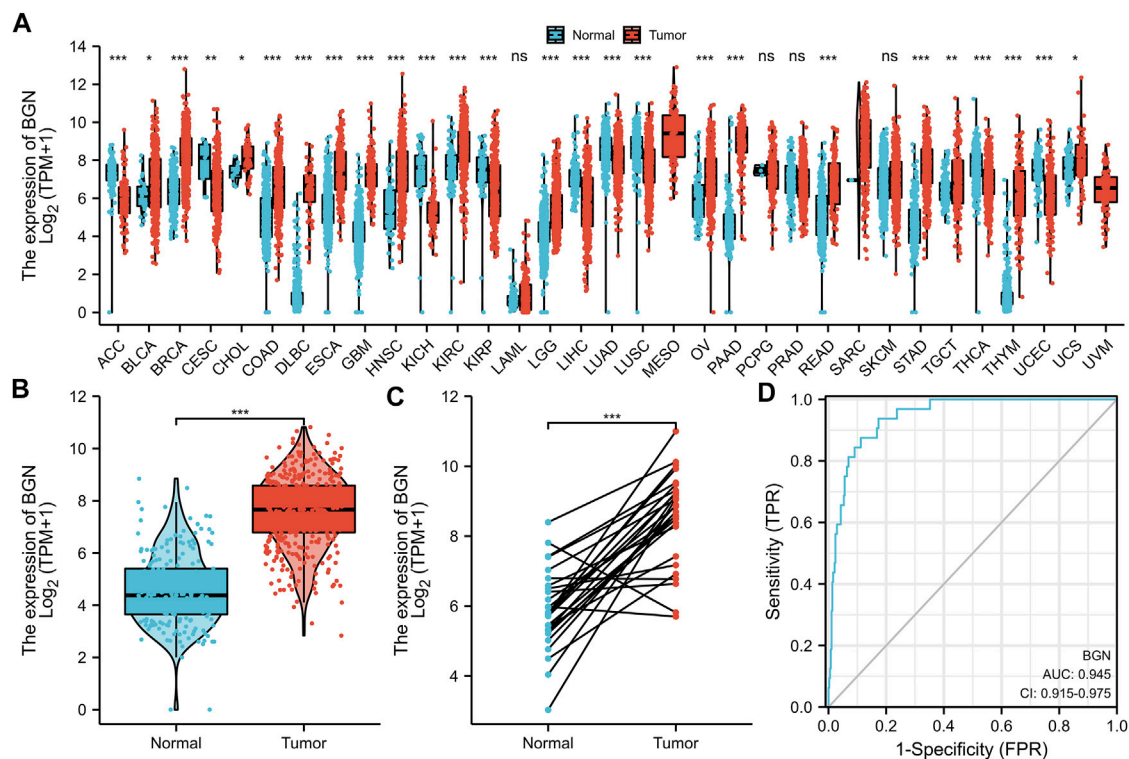 A
Normal
Tumor
The expression of BGN
Log2 (TPM+1)
14
12
10
8
6
4
2
0
*** * *** ** * *** *** *** *** *** *** *** *** ns *** *** *** *** *** *** ns ns *** ns *** ** *** *** *** *
ACC BLCA BRCA CESC CHOL COAD DLBC ESCA GBM HNSC KICH KIRC KIRP LAML LGG LIHC LUAD LUSC MESO OV PAAD PCPG PRAD READ SARC SKCM STAD TGCT THCA THYM UCEC UCS UVM
B
The expression of BGN
Log2 (TPM+1)
12
10
8
6
4
2
0
***
Normal
Tumor
C
The expression of BGN
Log2 (TPM+1)
12
10
8
6
4
***
Normal
Tumor
D
Sensitivity (TPR)
1.0
0.8
0.6
0.4
0.2
0.0
BGN
AUC: 0.945
CI: 0.915-0.975
0.0 0.2 0.4 0.6 0.8 1.0
1-Specificity (FPR)